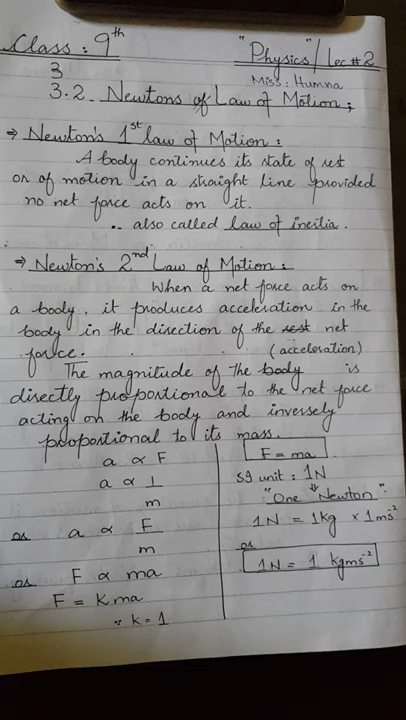 Class : 9th "Physics" / Lec # 2
3 Miss : Humna
3.2 - Newtons of Law of Motion ;
⇒ Newton's 1st law of Motion :
A body continues its state of rest
or of motion in a straight line provided
no net force acts on it.
∴ also called law of inertia .
⇒ Newton's 2nd Law of Motion :
When a net force acts on
a body , it produces acceleration in the
body in the direction of the rest net
force . (acceleration)
The magnitude of the body is
directly proportional to the net force
acting on the body and inversely
proportional to its mass .
a ∝ F
a ∝ 1
m
or a ∝ F
m
or F ∝ ma
F = K ma
∵ k = 1
F = ma
SI unit : 1N
"One Newton"
⇓
1N = 1kg × 1ms-2
or
1N = 1 kgms-2